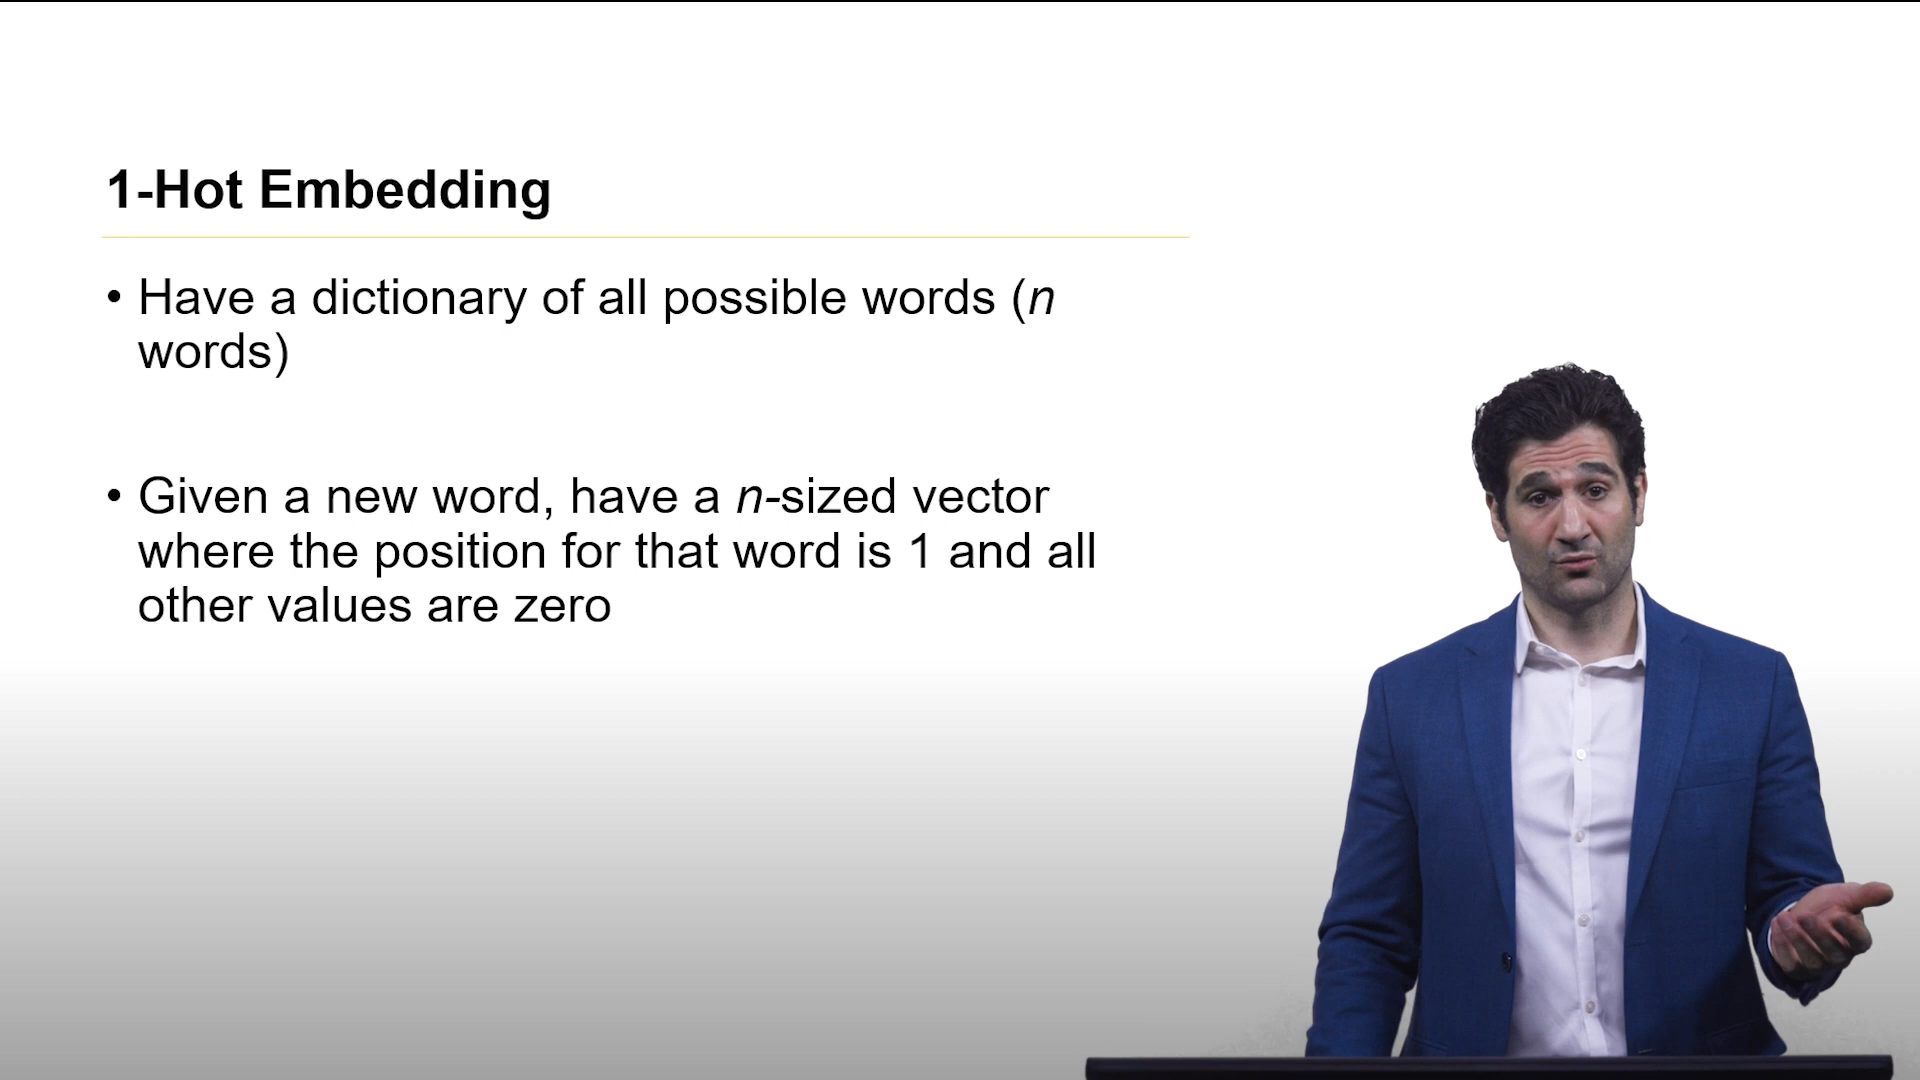 1-Hot Embedding
• Have a dictionary of all possible words (n
words)
• Given a new word, have a n-sized vector
where the position for that word is 1 and all
other values are zero